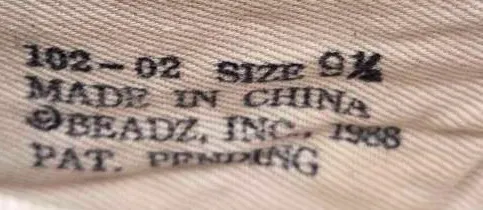 102-02 SIZE 9½
MADE IN CHINA
©BEADZ, INC., 1988
PAT. PENDING